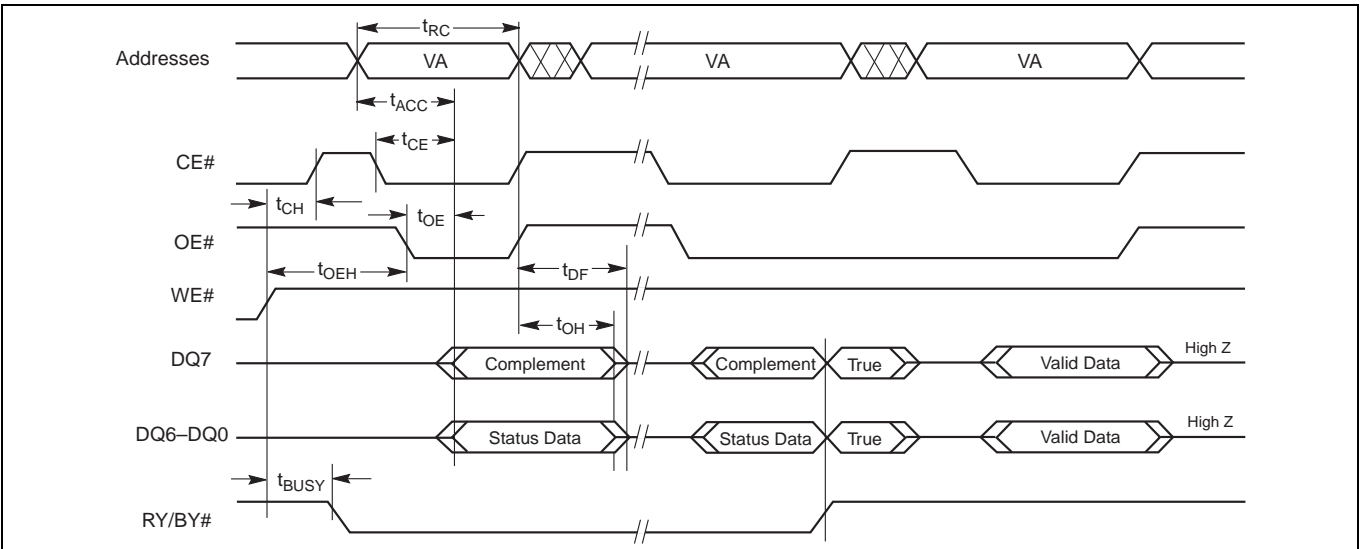 tRC
Addresses VA VA VA
tACC
tCE
CE#
tCH tOE
OE#
tOEH tDF
WE#
tOH
DQ7 Complement Complement True Valid Data High Z
DQ6–DQ0 Status Data Status Data True Valid Data High Z
tBUSY
RY/BY#